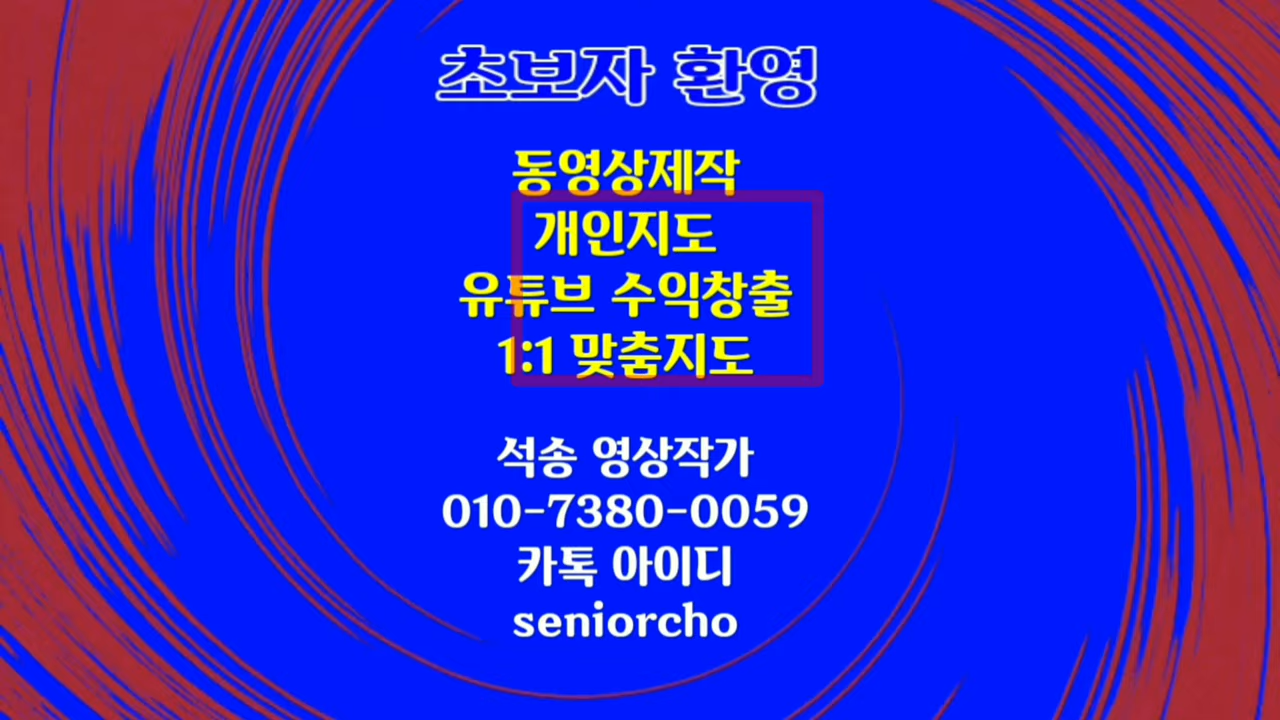 초보자 환영
동영상제작
개인지도
유튜브 수익창출
1:1 맞춤지도
석송 영상작가
010-7380-0059
카톡 아이디
seniorcho